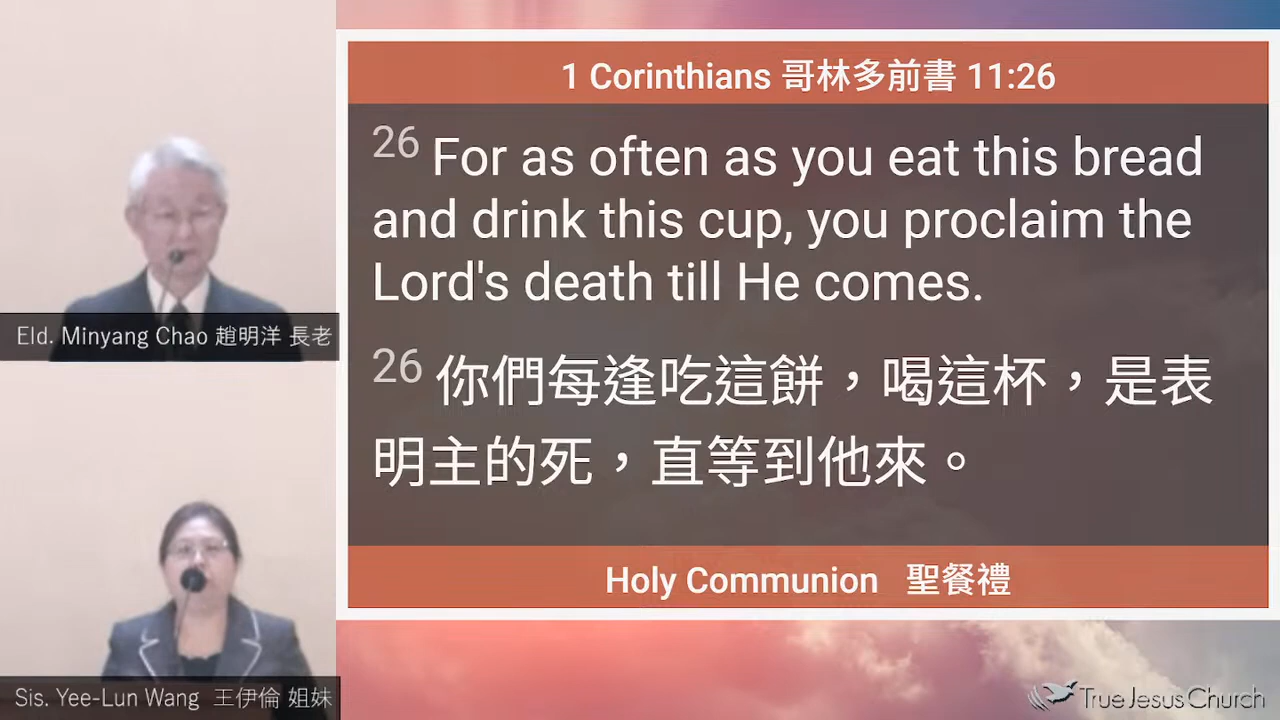 1 Corinthians 哥林多前書 11:26
26 For as often as you eat this bread
and drink this cup, you proclaim the
Lord's death till He comes.
26 你們每逢吃這餅，喝這杯，是表
明主的死，直等到他來。
Holy Communion 聖餐禮
Eld. Minyang Chao 趙明洋 長老
Sis. Yee-Lun Wang 王伊倫 姐妹
True Jesus Church